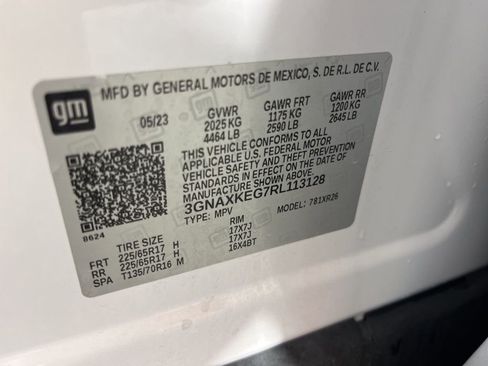 gm
MFD BY GENERAL MOTORS DE MEXICO, S. DE R.L. DE C.V.
05/23 GVWR GAWR FRT GAWR RR
2025 KG 1175 KG 1200 KG
4464 LB 2590 LB 2645 LB
THIS VEHICLE CONFORMS TO ALL
APPLICABLE U.S. FEDERAL MOTOR
VEHICLE SAFETY AND THEFT PREVENTION
STANDARDS IN EFFECT ON THE DATE OF
MANUFACTURE SHOWN ABOVE.
3GNAXKEG7RL113128
TYPE: MPV MODEL: 781XR26
8624
TIRE SIZE RIM
FRT 225/65R17 H 17X7J
RR 225/65R17 H 17X7J
SPA T135/70R16 M 16X4BT